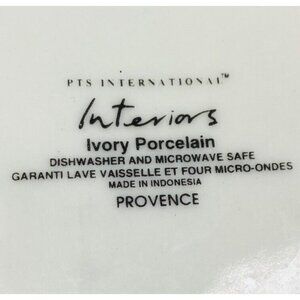 PTS INTERNATIONAL™
Interiors
Ivory Porcelain
DISHWASHER AND MICROWAVE SAFE
GARANTI LAVE VAISSELLE ET FOUR MICRO-ONDES
MADE IN INDONESIA
PROVENCE